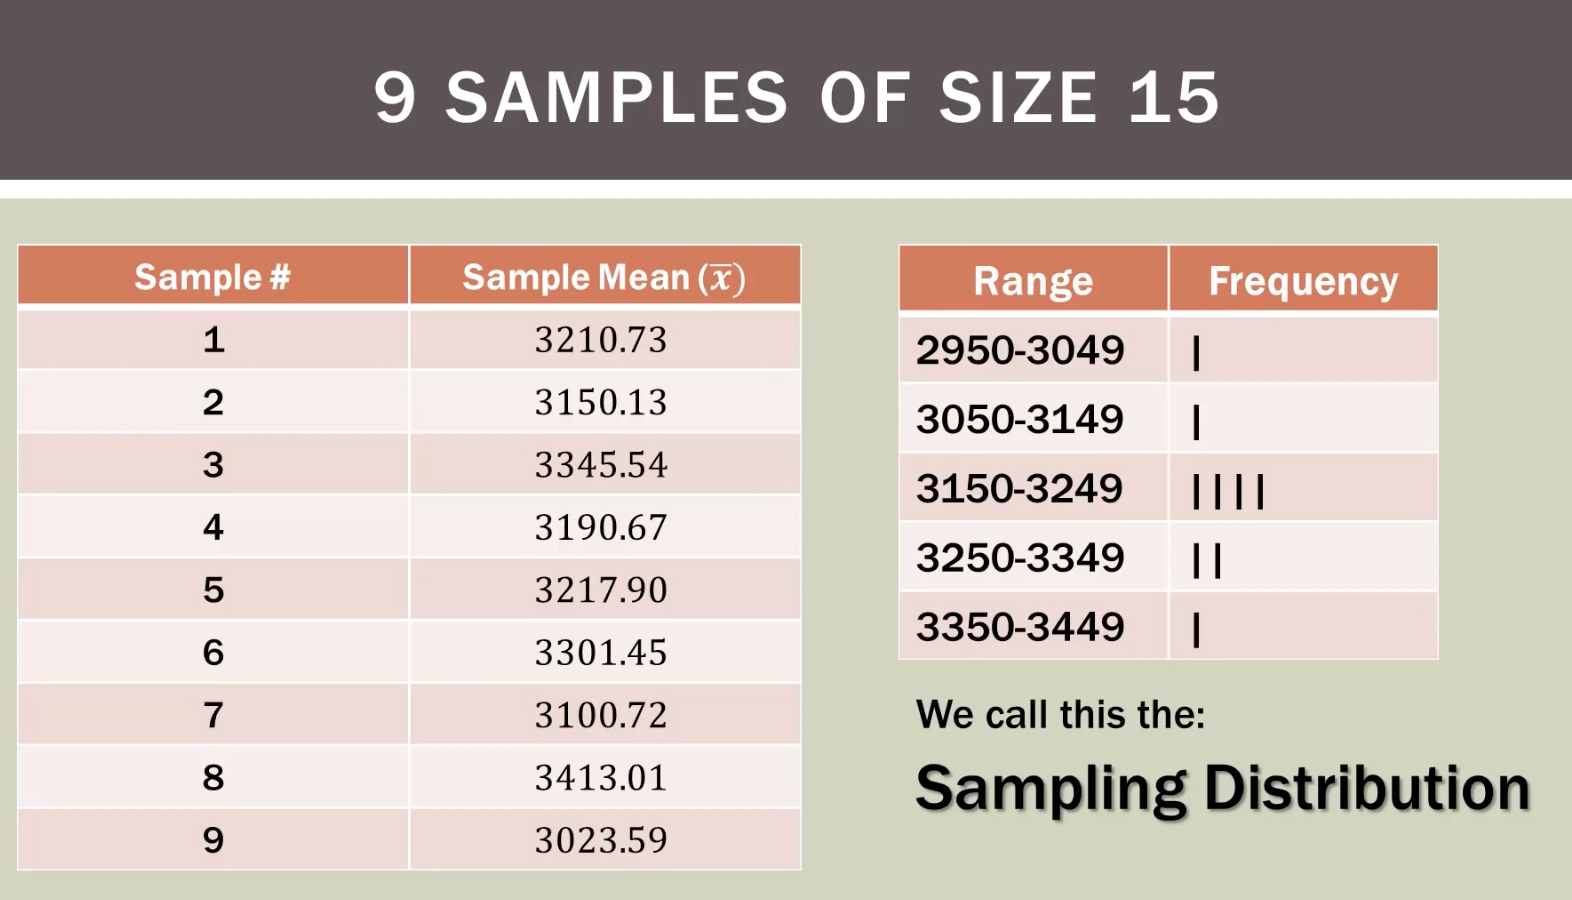 9 SAMPLES OF SIZE 15
Sample # Sample Mean (x̅)
1 3210.73
2 3150.13
3 3345.54
4 3190.67
5 3217.90
6 3301.45
7 3100.72
8 3413.01
9 3023.59
Range Frequency
2950-3049 |
3050-3149 |
3150-3249 ||||
3250-3349 ||
3350-3449 |
We call this the:
Sampling Distribution